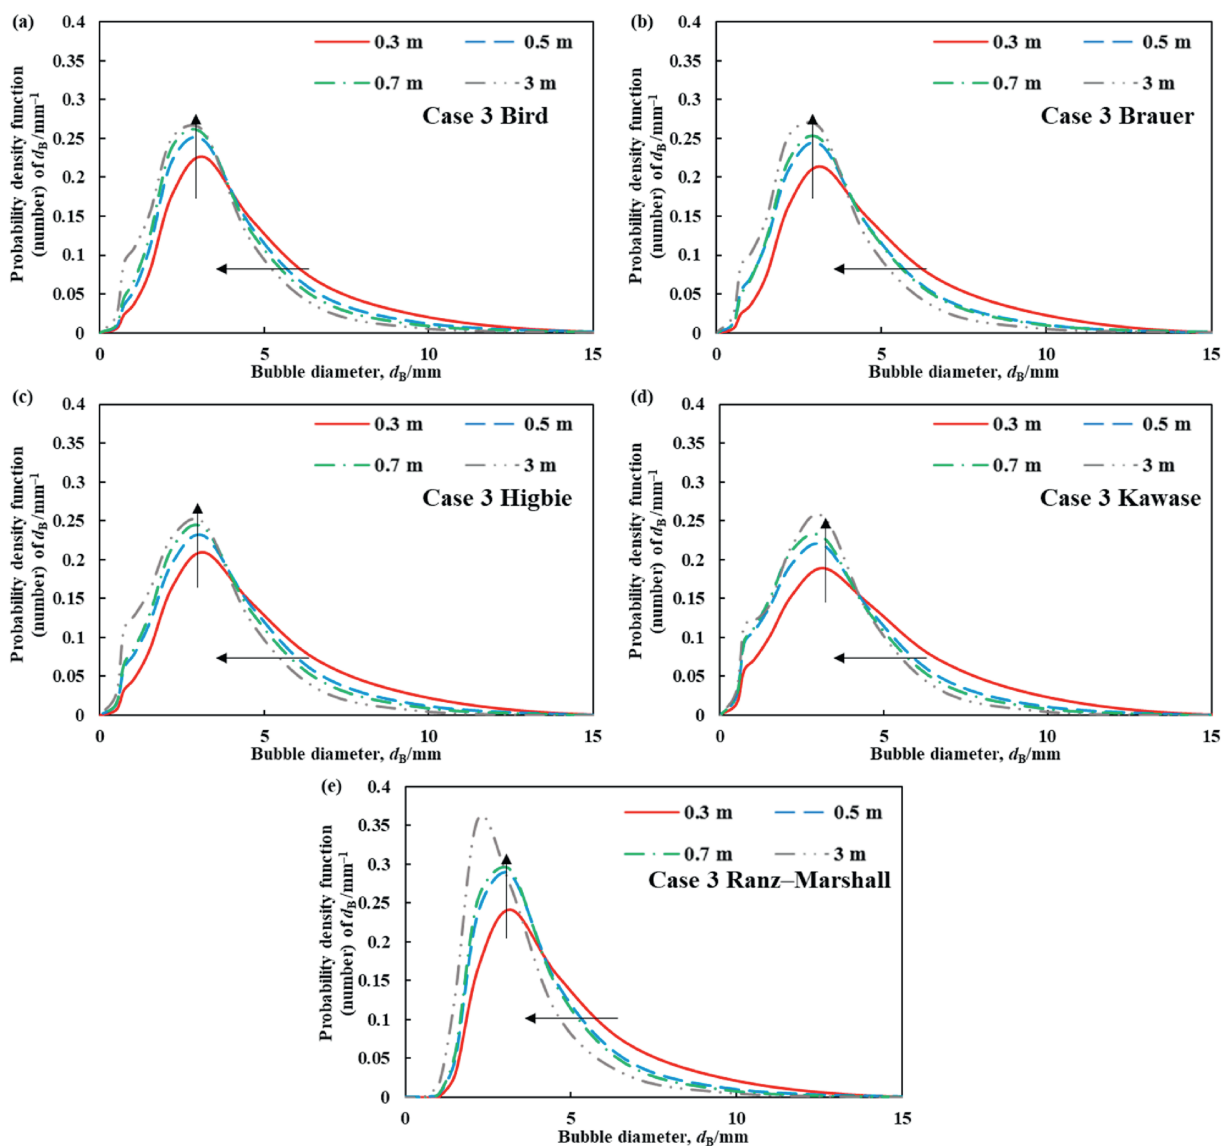 (a)
0.4
0.35
0.3
0.25
0.2
0.15
0.1
0.05
0
0 5 10 15
Probability density function
(number) of dB/mm−1
Bubble diameter, dB/mm
0.3 m 0.5 m
0.7 m 3 m
Case 3 Bird
(b)
0.4
0.35
0.3
0.25
0.2
0.15
0.1
0.05
0
0 5 10 15
Probability density function
(number) of dB/mm−1
Bubble diameter, dB/mm
0.3 m 0.5 m
0.7 m 3 m
Case 3 Brauer
(c)
0.4
0.35
0.3
0.25
0.2
0.15
0.1
0.05
0
0 5 10 15
Probability density function
(number) of dB/mm−1
Bubble diameter, dB/mm
0.3 m 0.5 m
0.7 m 3 m
Case 3 Higbie
(d)
0.4
0.35
0.3
0.25
0.2
0.15
0.1
0.05
0
0 5 10 15
Probability density function
(number) of dB/mm−1
Bubble diameter, dB/mm
0.3 m 0.5 m
0.7 m 3 m
Case 3 Kawase
(e)
0.4
0.35
0.3
0.25
0.2
0.15
0.1
0.05
0
0 5 10 15
Probability density function
(number) of dB/mm−1
Bubble diameter, dB/mm
0.3 m 0.5 m
0.7 m 3 m
Case 3 Ranz–Marshall